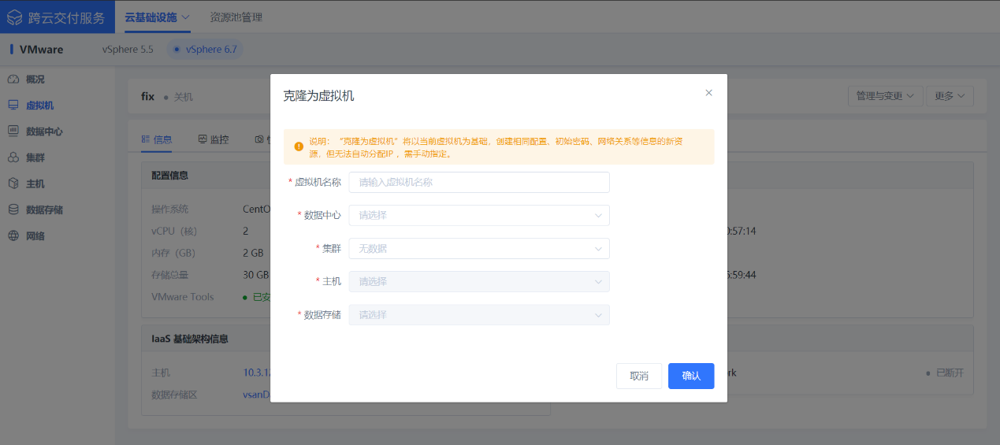 跨云交付服务
云基础设施
资源池管理
VMware
vSphere 5.5
vSphere 6.7
概况
虚拟机
数据中心
集群
主机
数据存储
网络
fix
关机
管理与变更
更多
信息
监控
配置信息
操作系统
CentO
vCPU（核）
2
0:57:14
内存（GB）
2 GB
存储总量
30 GB
5:59:44
VMware Tools
已安
IaaS 基础架构信息
主机
10.3.12
rk
已断开
数据存储区
vsanD
克隆为虚拟机
说明：“克隆为虚拟机”将以当前虚拟机为基础，创建相同配置、初始密码、网络关系等信息的新资
源，但无法自动分配IP ，需手动指定。
* 虚拟机名称
请输入虚拟机名称
* 数据中心
请选择
* 集群
无数据
* 主机
请选择
* 数据存储
请选择
取消
确认